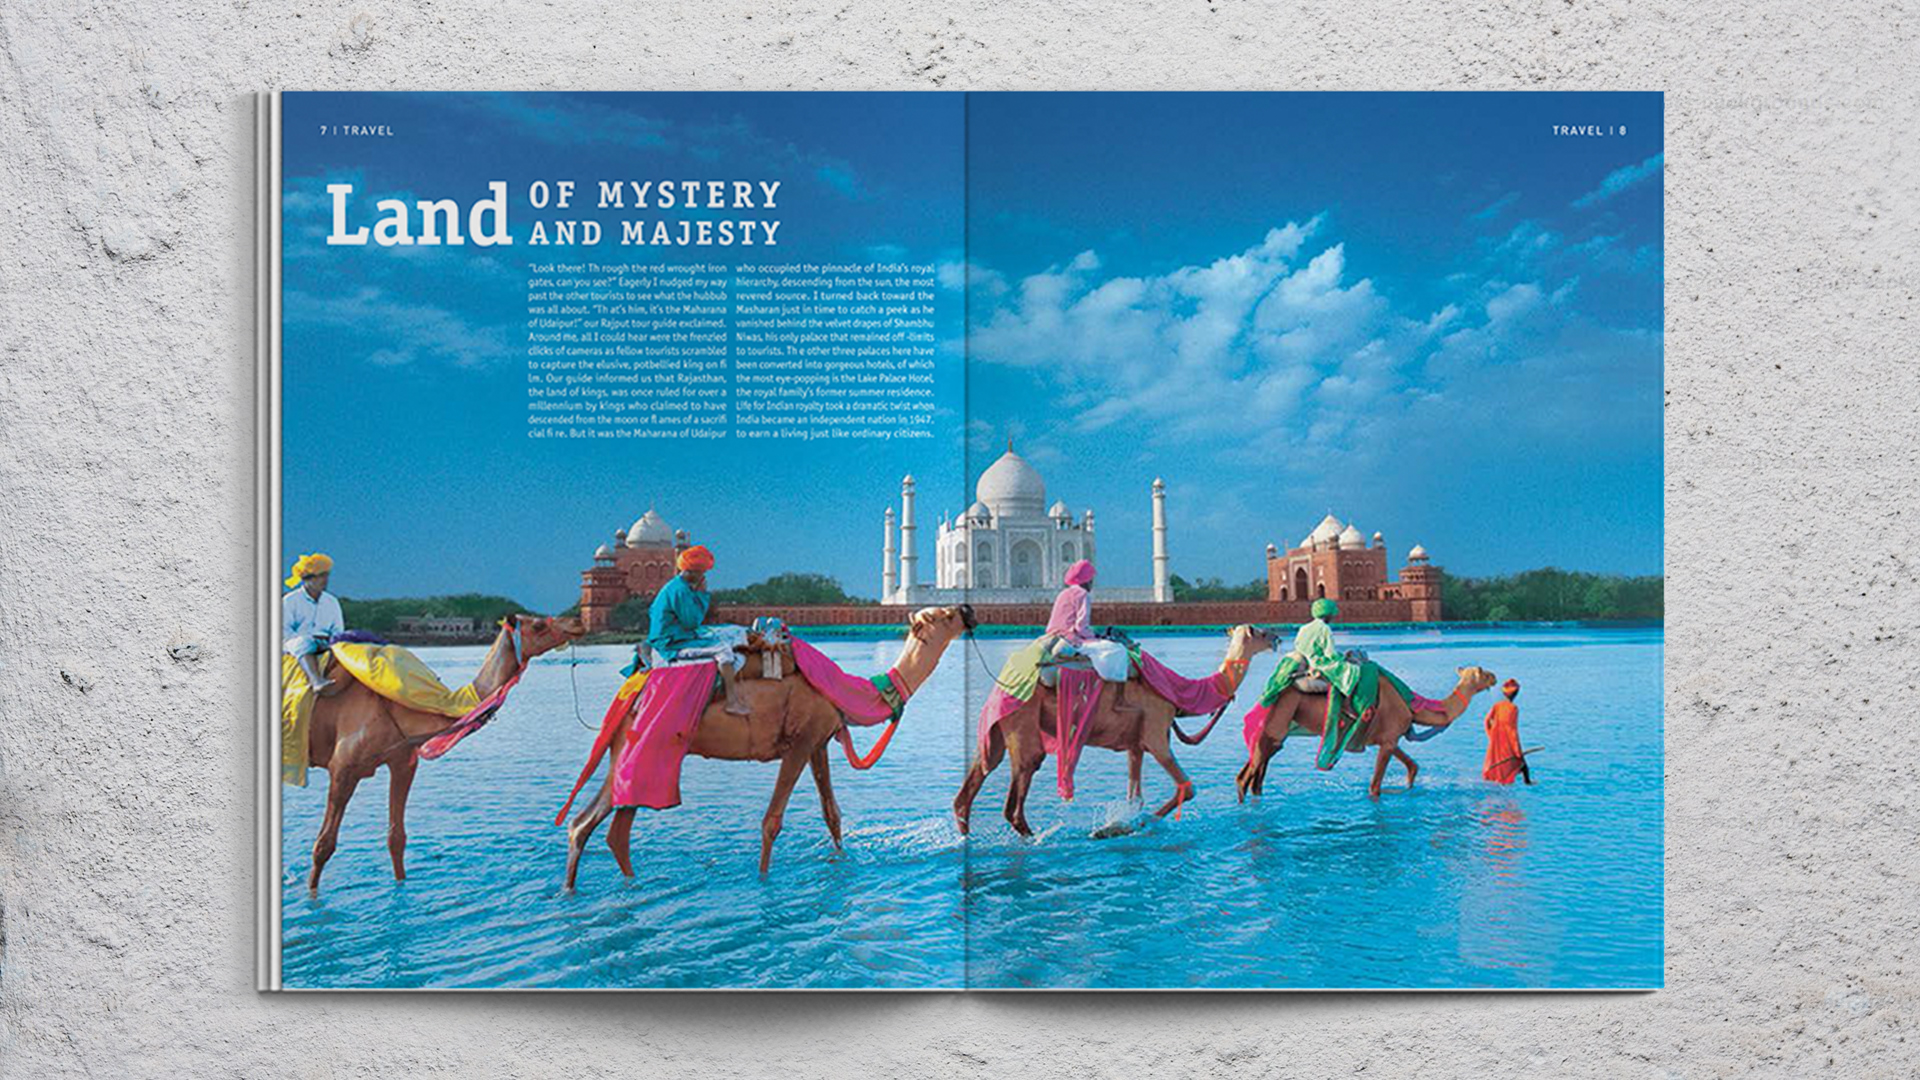 7 | TRAVEL
TRAVEL | 8
Land OF MYSTERY
AND MAJESTY
"Look there! Th rough the red wrought iron
gates, can you see?" Eagerly I nudged my way
past the other tourists to see what the hubbub
was all about. "Th at's him, it's the Maharana
of Udaipur!" our Rajput tour guide exclaimed.
Around me, all I could hear were the frenzied
clicks of cameras as fellow tourists scrambled
to capture the elusive, potbellied king on fi
lm. Our guide informed us that Rajasthan,
the land of kings, was once ruled for over a
millennium by kings who claimed to have
descended from the moon or fl ames of a sacrifi
cial fi re. But it was the Maharana of Udaipur
who occupied the pinnacle of India's royal
hierarchy, descending from the sun, the most
revered source. I turned back toward the
Masharan just in time to catch a peek as he
vanished behind the velvet drapes of Shambhu
Niwas, his only palace that remained off -limits
to tourists. Th e other three palaces here have
been converted into gorgeous hotels, of which
the most eye-popping is the Lake Palace Hotel,
the royal family's former summer residence.
Life for Indian royalty took a dramatic twist when
India became an independent nation in 1947.
to earn a living just like ordinary citizens.